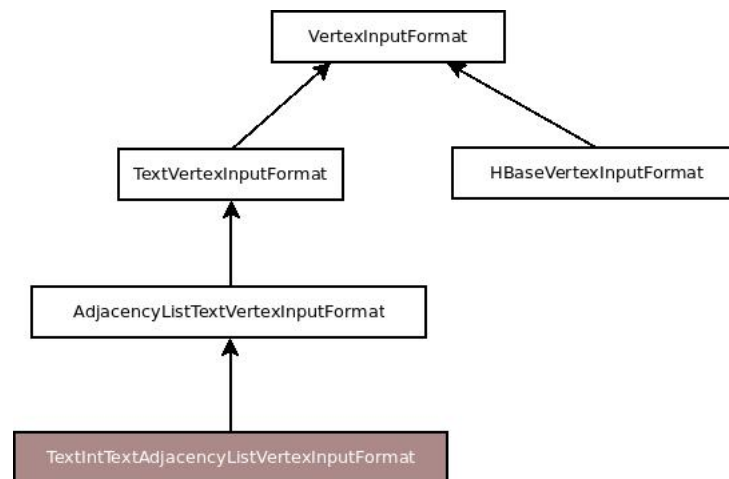 VertexInputFormat
TextVertexInputFormat
HBaseVertexInputFormat
AdjacencyListTextVertexInputFormat
TextIntTextAdjacencyListVertexInputFormat